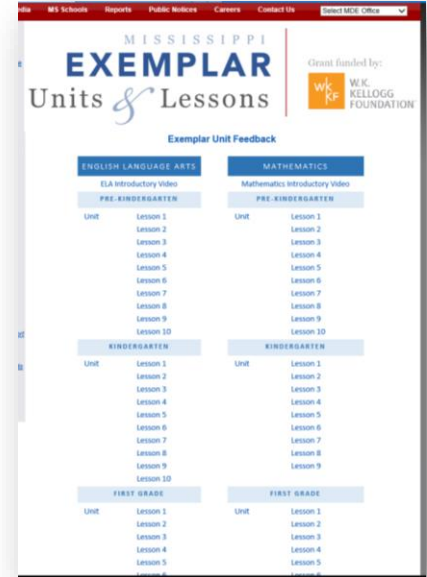 MS Schools Reports Public Notices Careers Contact Us Select MDE Office
MISSISSIPPI
EXEMPLAR
Units & Lessons
Grant funded by:
WK
KF
W.K.
KELLOGG
FOUNDATION
Exemplar Unit Feedback
ENGLISH LANGUAGE ARTS MATHEMATICS
ELA Introductory Video Mathematics Introductory Video
PRE-KINDERGARTEN PRE-KINDERGARTEN
Unit Lesson 1 Unit Lesson 1
Lesson 2 Lesson 2
Lesson 3 Lesson 3
Lesson 4 Lesson 4
Lesson 5 Lesson 5
Lesson 6 Lesson 6
Lesson 7 Lesson 7
Lesson 8 Lesson 8
Lesson 9 Lesson 9
Lesson 10 Lesson 10
KINDERGARTEN KINDERGARTEN
Unit Lesson 1 Unit Lesson 1
Lesson 2 Lesson 2
Lesson 3 Lesson 3
Lesson 4 Lesson 4
Lesson 5 Lesson 5
Lesson 6 Lesson 6
Lesson 7 Lesson 7
Lesson 8 Lesson 8
Lesson 9 Lesson 9
Lesson 10
FIRST GRADE FIRST GRADE
Unit Lesson 1 Unit Lesson 1
Lesson 2 Lesson 2
Lesson 3 Lesson 3
Lesson 4 Lesson 4
Lesson 5 Lesson 5
Lesson 6 Lesson 6